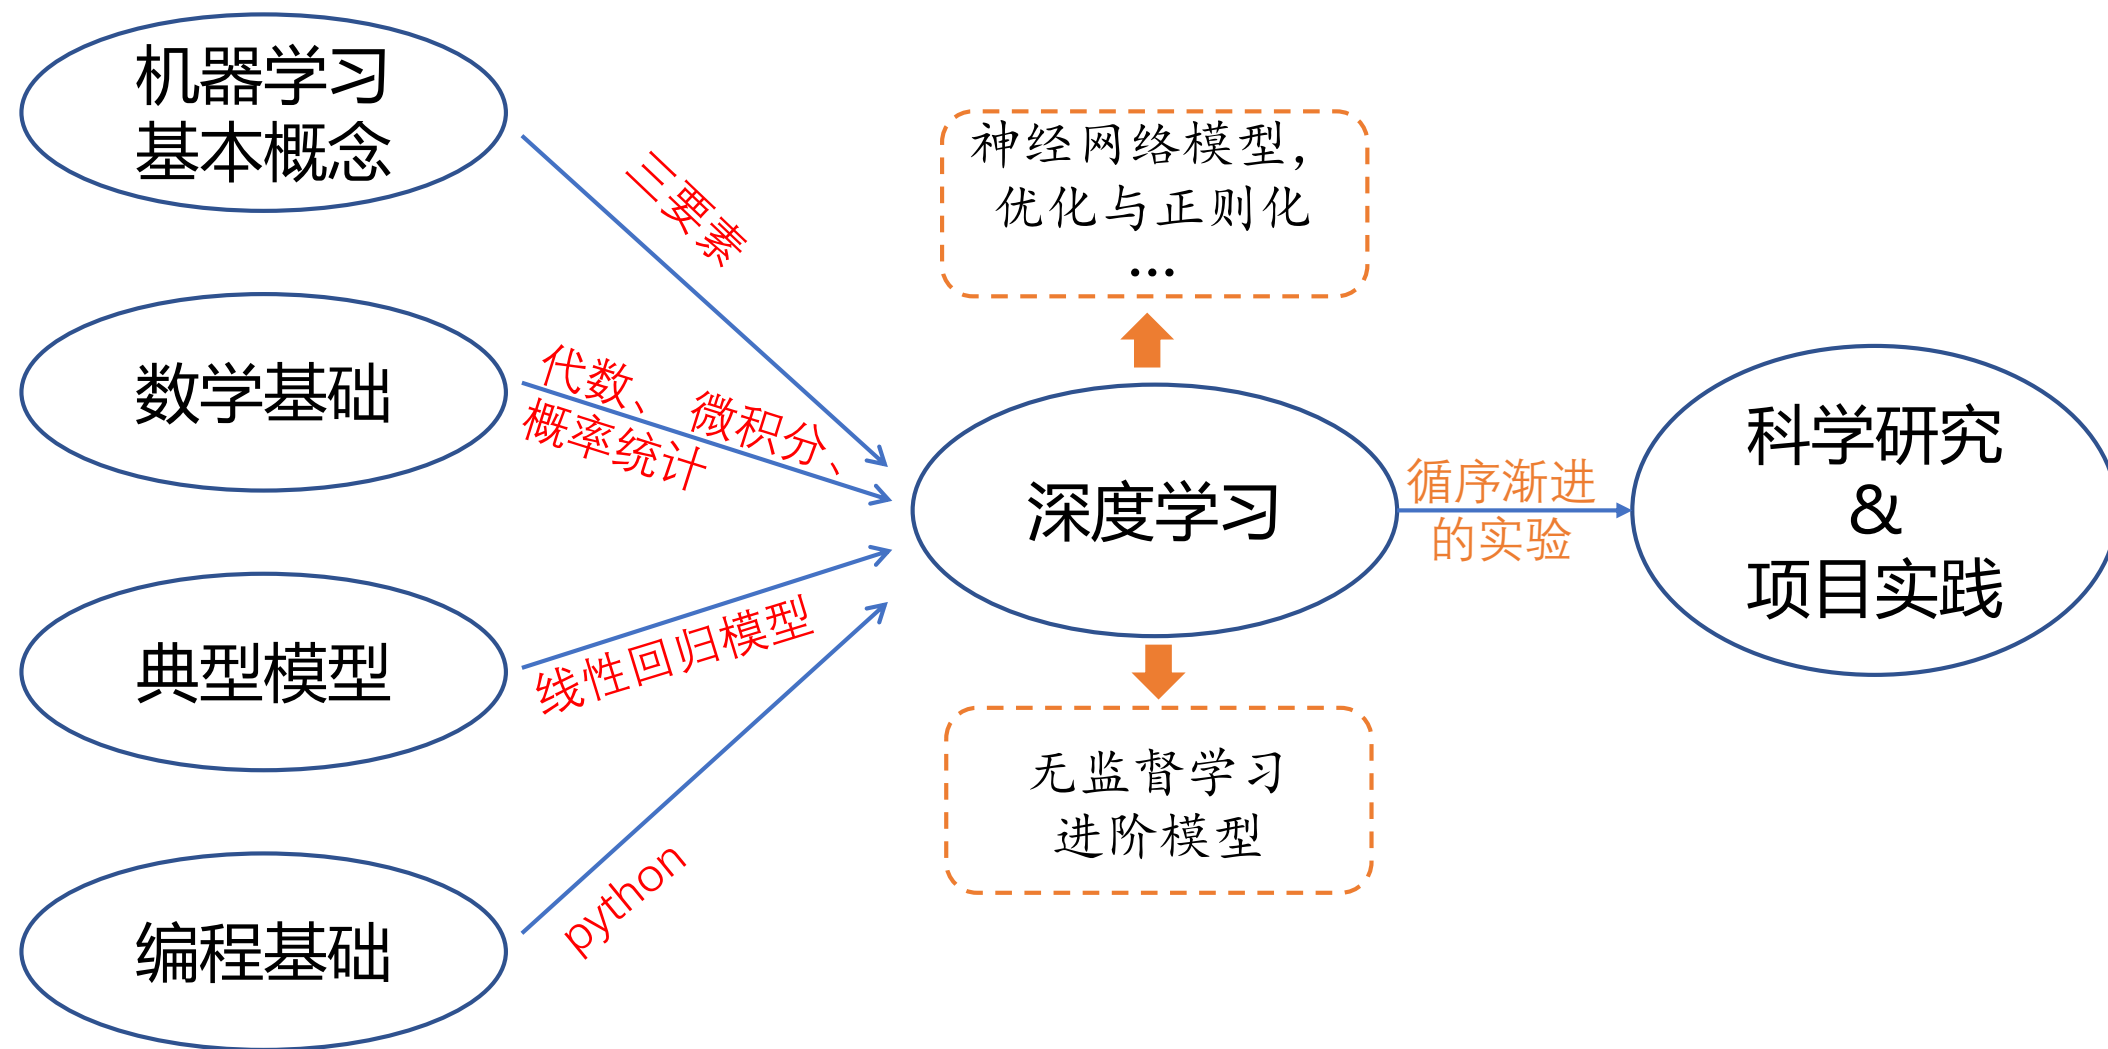 机器学习
基本概念
三要素
数学基础
代数、 微积分、
概率统计
典型模型
线性回归模型
编程基础
python
神经网络模型，
优化与正则化
...
深度学习
无监督学习
进阶模型
循序渐进
的实验
科学研究
&
项目实践